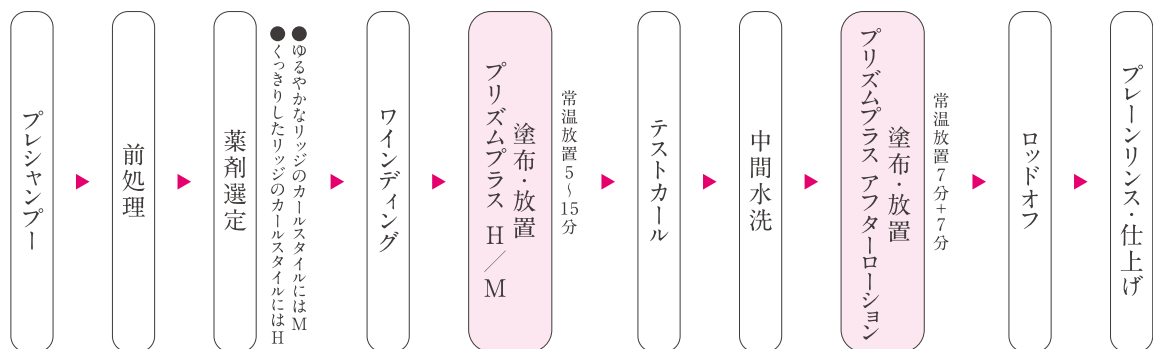 プレシャンプー
前処理
薬剤選定
●ゆるやかなリッジのカールスタイルにはM
●くっきりしたリッジのカールスタイルにはH
ワインディング
塗布・放置
プリズムプラス H／M
常温放置5～15分
テストカール
中間水洗
塗布・放置
プリズムプラス アフターローション
常温放置7分+7分
ロッドオフ
プレーンリンス・仕上げ